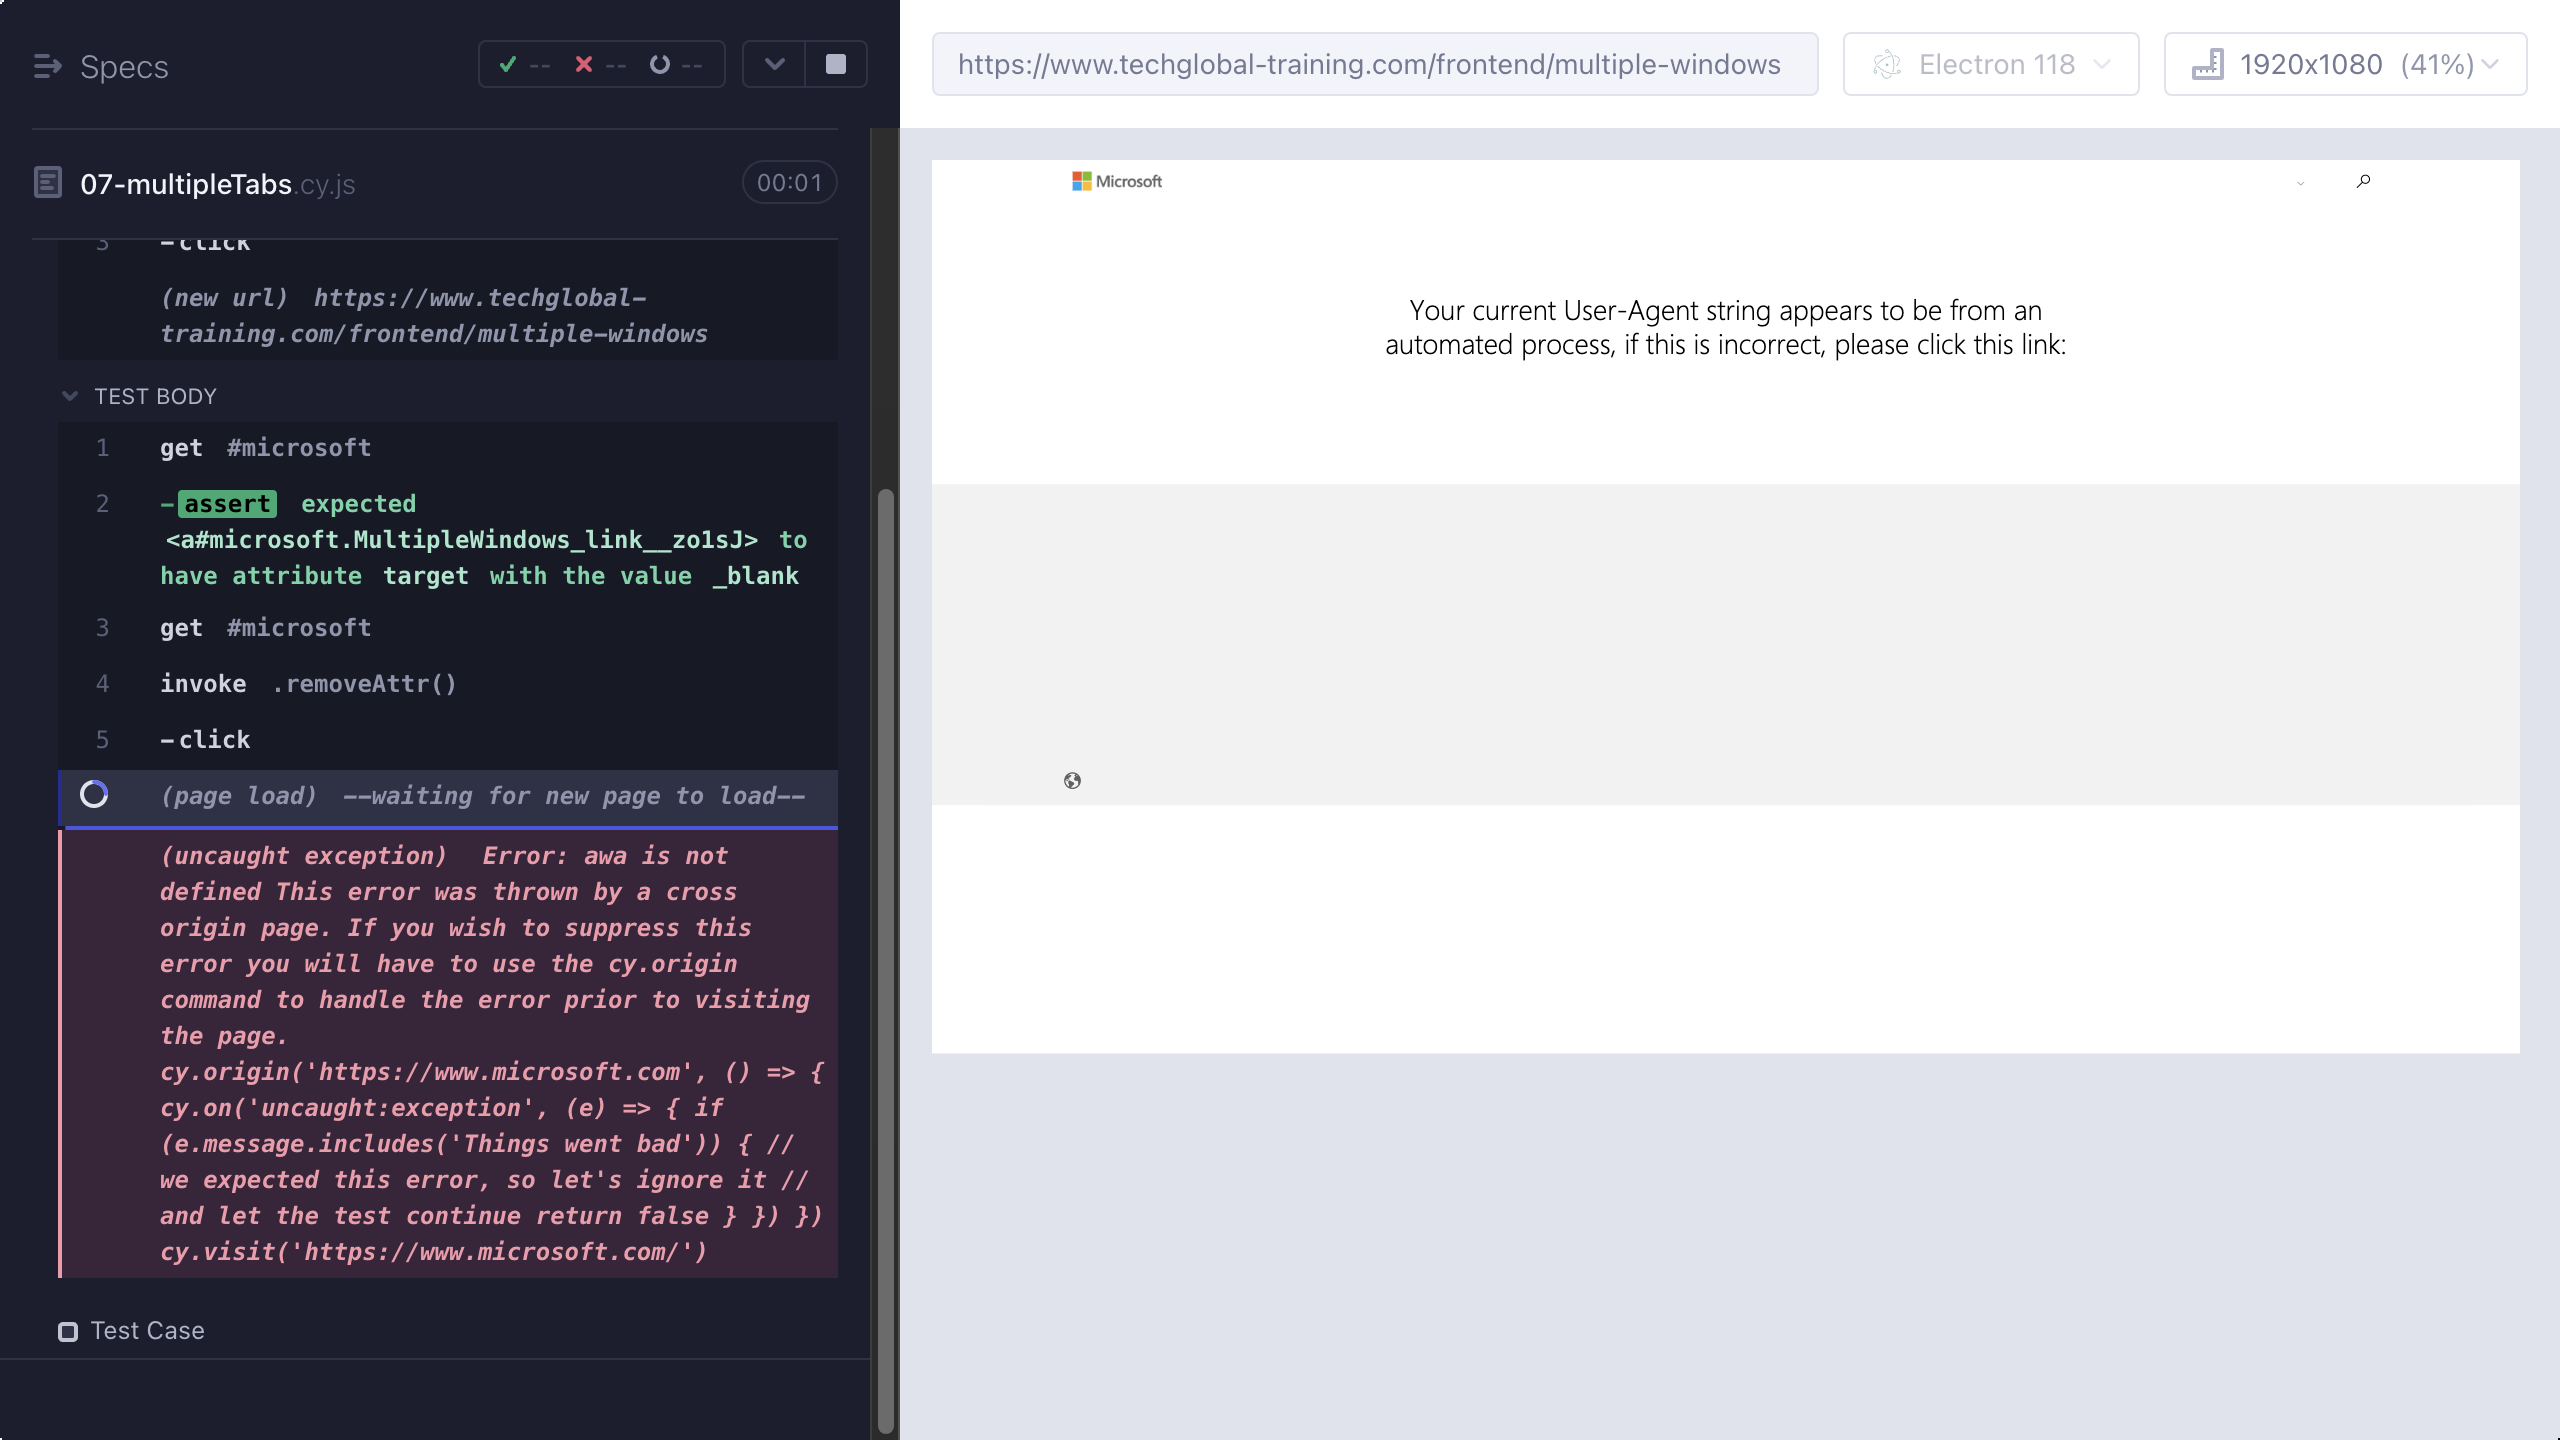 Specs
-- -- --
07-multipleTabs.cy.js
00:01
3 -click
(new url) https://www.techglobal-
training.com/frontend/multiple-windows
TEST BODY
1 get #microsoft
2 -assert expected
<a#microsoft.MultipleWindows_link__zo1sJ> to
have attribute target with the value _blank
3 get #microsoft
4 invoke .removeAttr()
5 -click
(page load) --waiting for new page to load--
(uncaught exception) Error: awa is not
defined This error was thrown by a cross
origin page. If you wish to suppress this
error you will have to use the cy.origin
command to handle the error prior to visiting
the page.
cy.origin('https://www.microsoft.com', () => {
cy.on('uncaught:exception', (e) => { if
(e.message.includes('Things went bad')) { //
we expected this error, so let's ignore it //
and let the test continue return false } }) })
cy.visit('https://www.microsoft.com/')
Test Case
https://www.techglobal-training.com/frontend/multiple-windows
Electron 118
1920x1080 (41%)
Microsoft
Your current User-Agent string appears to be from an
automated process, if this is incorrect, please click this link: